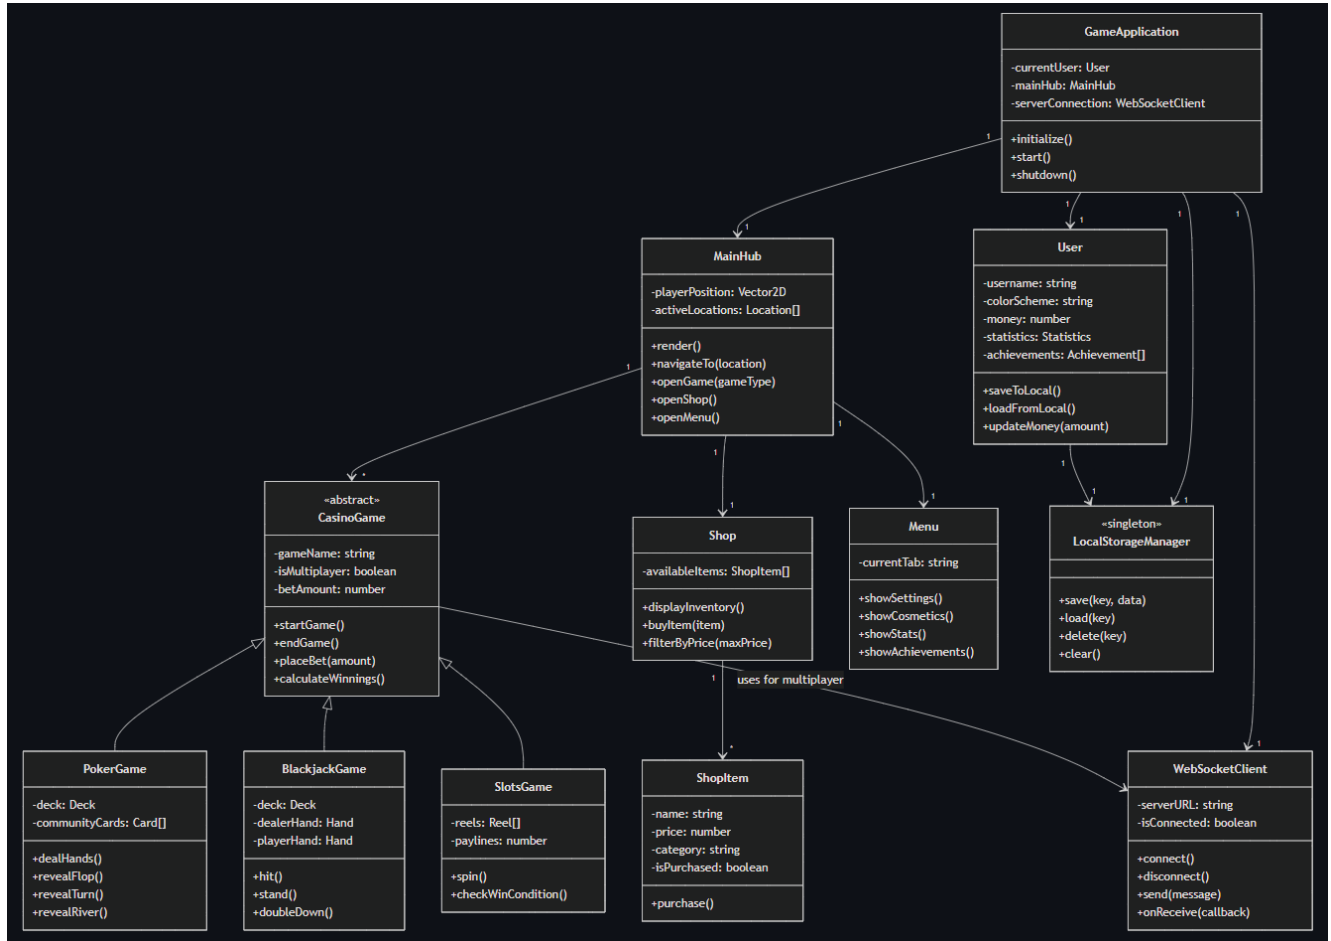 GameApplication
-currentUser: User
-mainHub: MainHub
-serverConnection: WebSocketClient
+initialize()
+start()
+shutdown()
1
1
1
1
1
1
1
MainHub
-playerPosition: Vector2D
-activeLocations: Location[]
+render()
+navigateTo(location)
+openGame(gameType)
+openShop()
+openMenu()
User
-username: string
-colorScheme: string
-money: number
-statistics: Statistics
-achievements: Achievement[]
+saveToLocal()
+loadFromLocal()
+updateMoney(amount)
1
*
1
1
1
1
1
1
«abstract»
CasinoGame
-gameName: string
-isMultiplayer: boolean
-betAmount: number
+startGame()
+endGame()
+placeBet(amount)
+calculateWinnings()
Shop
-availableItems: ShopItem[]
+displayInventory()
+buyItem(item)
+filterByPrice(maxPrice)
Menu
-currentTab: string
+showSettings()
+showCosmetics()
+showStats()
+showAchievements()
1
«singleton»
LocalStorageManager
+save(key, data)
+load(key)
+delete(key)
+clear()
1
uses for multiplayer
*
1
PokerGame
-deck: Deck
-communityCards: Card[]
+dealHands()
+revealFlop()
+revealTurn()
+revealRiver()
BlackjackGame
-deck: Deck
-dealerHand: Hand
-playerHand: Hand
+hit()
+stand()
+doubleDown()
SlotsGame
-reels: Reel[]
-paylines: number
+spin()
+checkWinCondition()
ShopItem
-name: string
-price: number
-category: string
-isPurchased: boolean
+purchase()
WebSocketClient
-serverURL: string
-isConnected: boolean
+connect()
+disconnect()
+send(message)
+onReceive(callback)